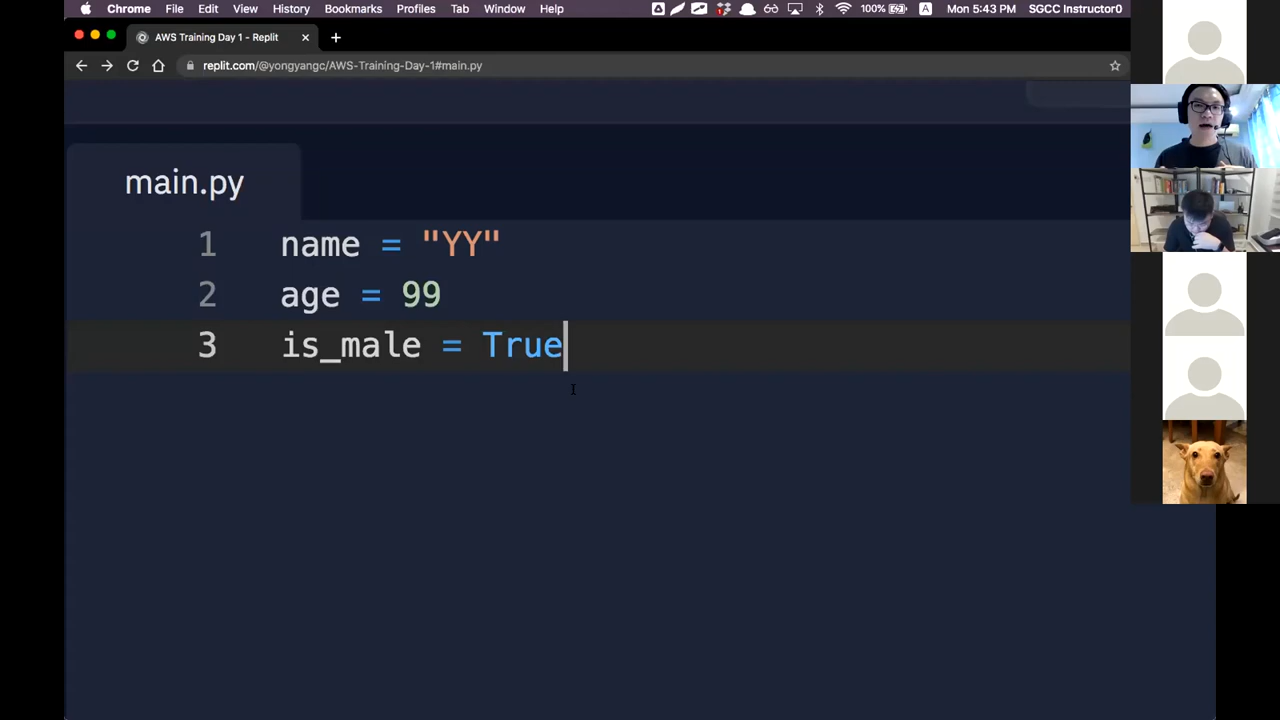 Chrome File Edit View History Bookmarks Profiles Tab Window Help 100% A Mon 5:43 PM SGCC Instructor0
AWS Training Day 1 - Replit
replit.com/@yongyangc/AWS-Training-Day-1#main.py
main.py
1 name = "YY"
2 age = 99
3 is_male = True